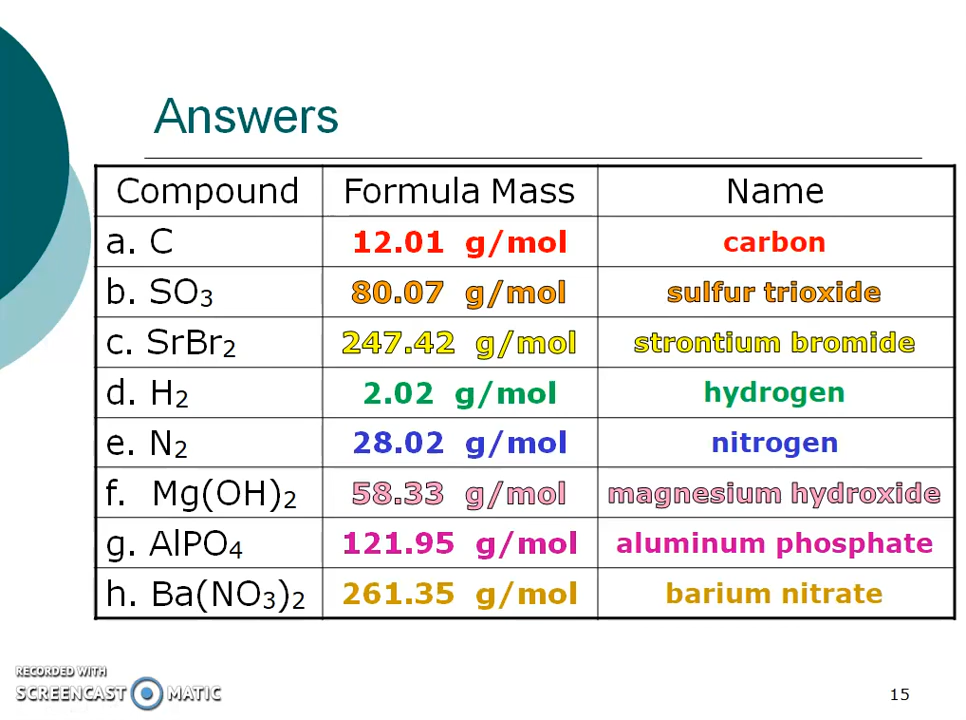 Answers
Compound Formula Mass Name
a. C 12.01 g/mol carbon
b. SO₃ 80.07 g/mol sulfur trioxide
c. SrBr₂ 247.42 g/mol strontium bromide
d. H₂ 2.02 g/mol hydrogen
e. N₂ 28.02 g/mol nitrogen
f. Mg(OH)₂ 58.33 g/mol magnesium hydroxide
g. AlPO₄ 121.95 g/mol aluminum phosphate
h. Ba(NO₃)₂ 261.35 g/mol barium nitrate
RECORDED WITH
SCREENCAST MATIC
15